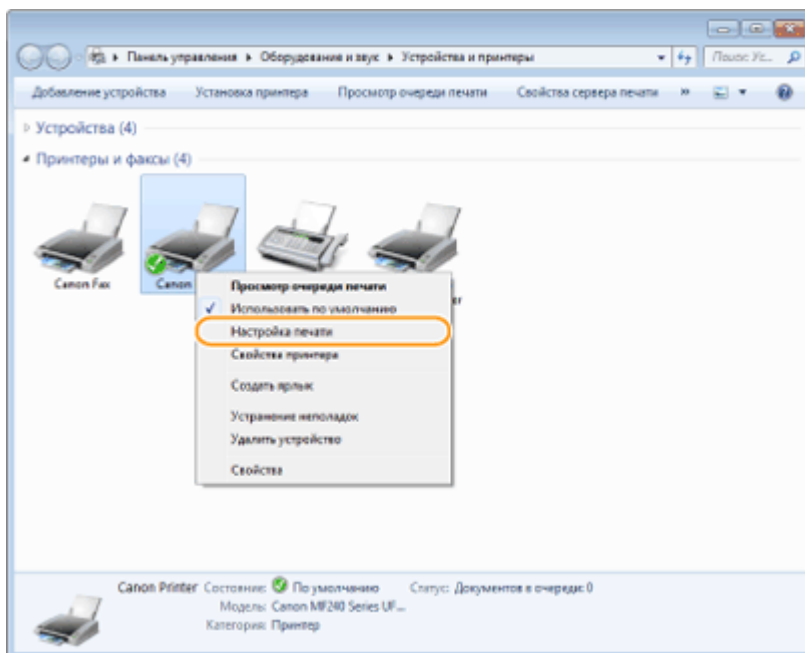 Панель управления ▸ Оборудование и звук ▸ Устройства и принтеры
Добавление устройства Установка принтера Просмотр очереди печати Свойства сервера печати »
Устройства (4)
Принтеры и факсы (4)
Canon Fax Canon
Просмотр очереди печати
Использовать по умолчанию
Настройка печати
Свойства принтера
Создать ярлык
Устранение неполадок
Удалить устройство
Свойства
Canon Printer Состояние: По умолчанию Статус: Документов в очереди: 0
Модель: Canon MF240 Series UF...
Категория: Принтер